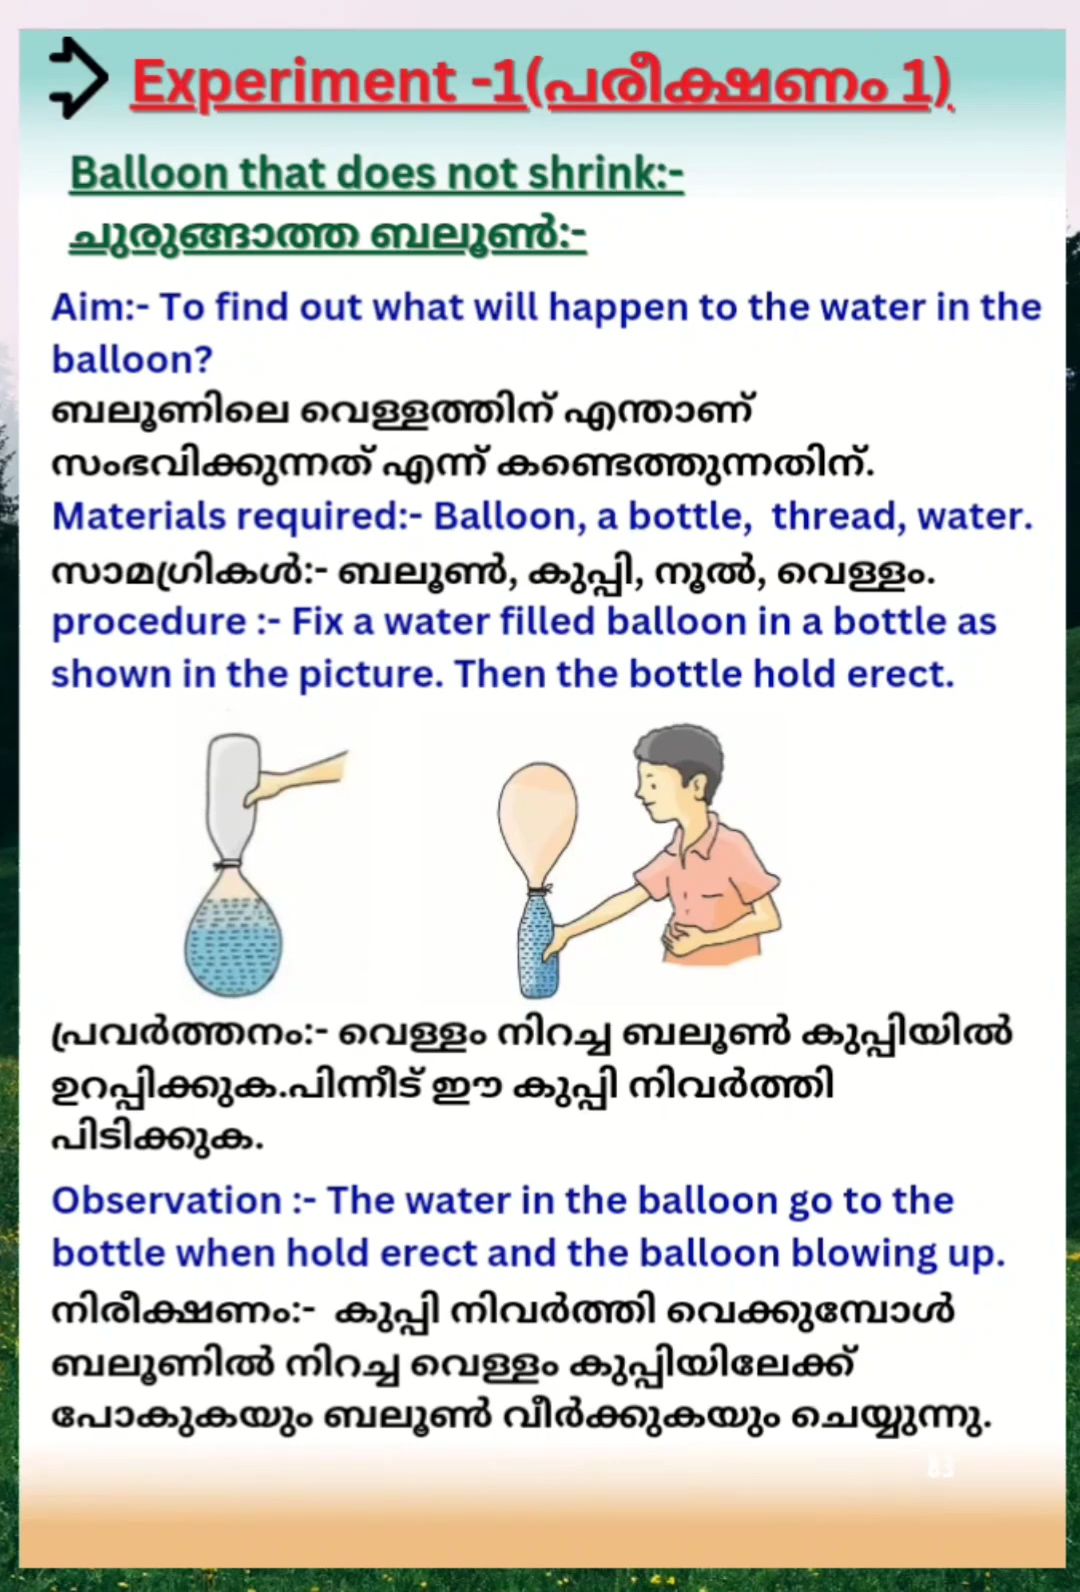 Experiment -1(പരീക്ഷണം 1)
Balloon that does not shrink:-
ചുരുങ്ങാത്ത ബലൂൺ:-
Aim:- To find out what will happen to the water in the
balloon?
ബലൂണിലെ വെള്ളത്തിന് എന്താണ്
സംഭവിക്കുന്നത് എന്ന് കണ്ടെത്തുന്നതിന്.
Materials required:- Balloon, a bottle, thread, water.
സാമഗ്രികൾ:- ബലൂൺ, കുപ്പി, നൂൽ, വെള്ളം.
procedure :- Fix a water filled balloon in a bottle as
shown in the picture. Then the bottle hold erect.
പ്രവർത്തനം:- വെള്ളം നിറച്ച ബലൂൺ കുപ്പിയിൽ
ഉറപ്പിക്കുക.പിന്നീട് ഈ കുപ്പി നിവർത്തി
പിടിക്കുക.
Observation :- The water in the balloon go to the
bottle when hold erect and the balloon blowing up.
നിരീക്ഷണം:- കുപ്പി നിവർത്തി വെക്കുമ്പോൾ
ബലൂണിൽ നിറച്ച വെള്ളം കുപ്പിയിലേക്ക്
പോകുകയും ബലൂൺ വീർക്കുകയും ചെയ്യുന്നു.
83